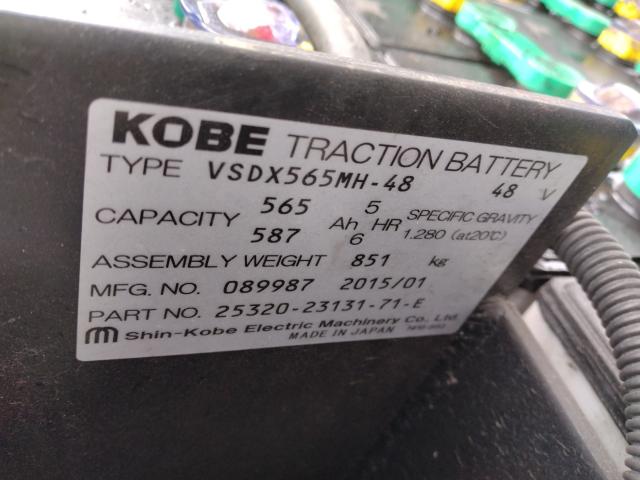 KOBE TRACTION BATTERY
TYPE VSDX565MH-48 48 V
CAPACITY 565 Ah 5 HR SPECIFIC GRAVITY
587 6 1.280 (at20℃)
ASSEMBLY WEIGHT 851 kg
MFG. NO. 089987 2015/01
PART NO. 25320-23131-71-E
Shin-Kobe Electric Machinery Co., Ltd.
MADE IN JAPAN